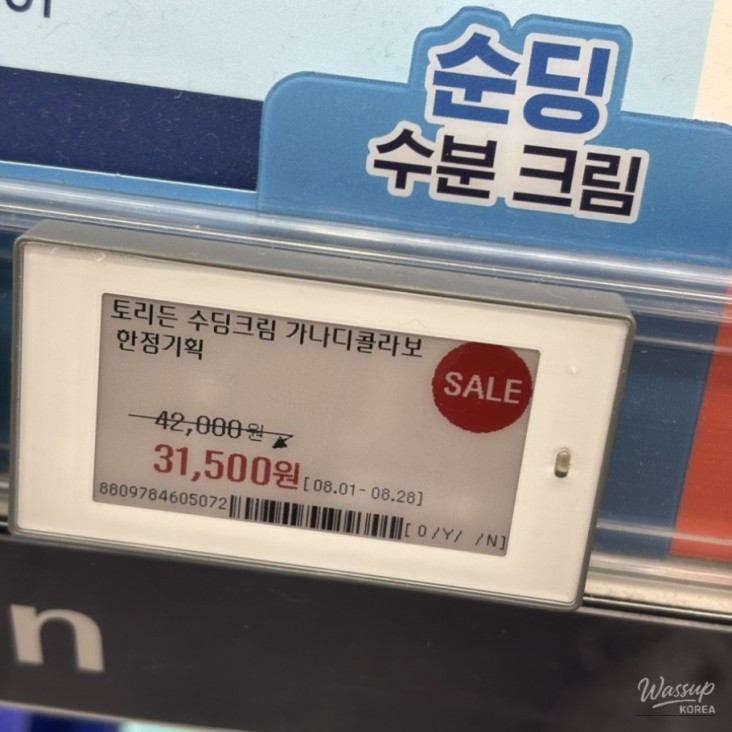 순딩
수분 크림
토리든 수딩크림 가나디콜라보
한정기획
SALE
42,000원
31,500원 [ 08.01 - 08.28 ]
8809784605072 [ 0 /Y/ /N]
n
Wassup
KOREA